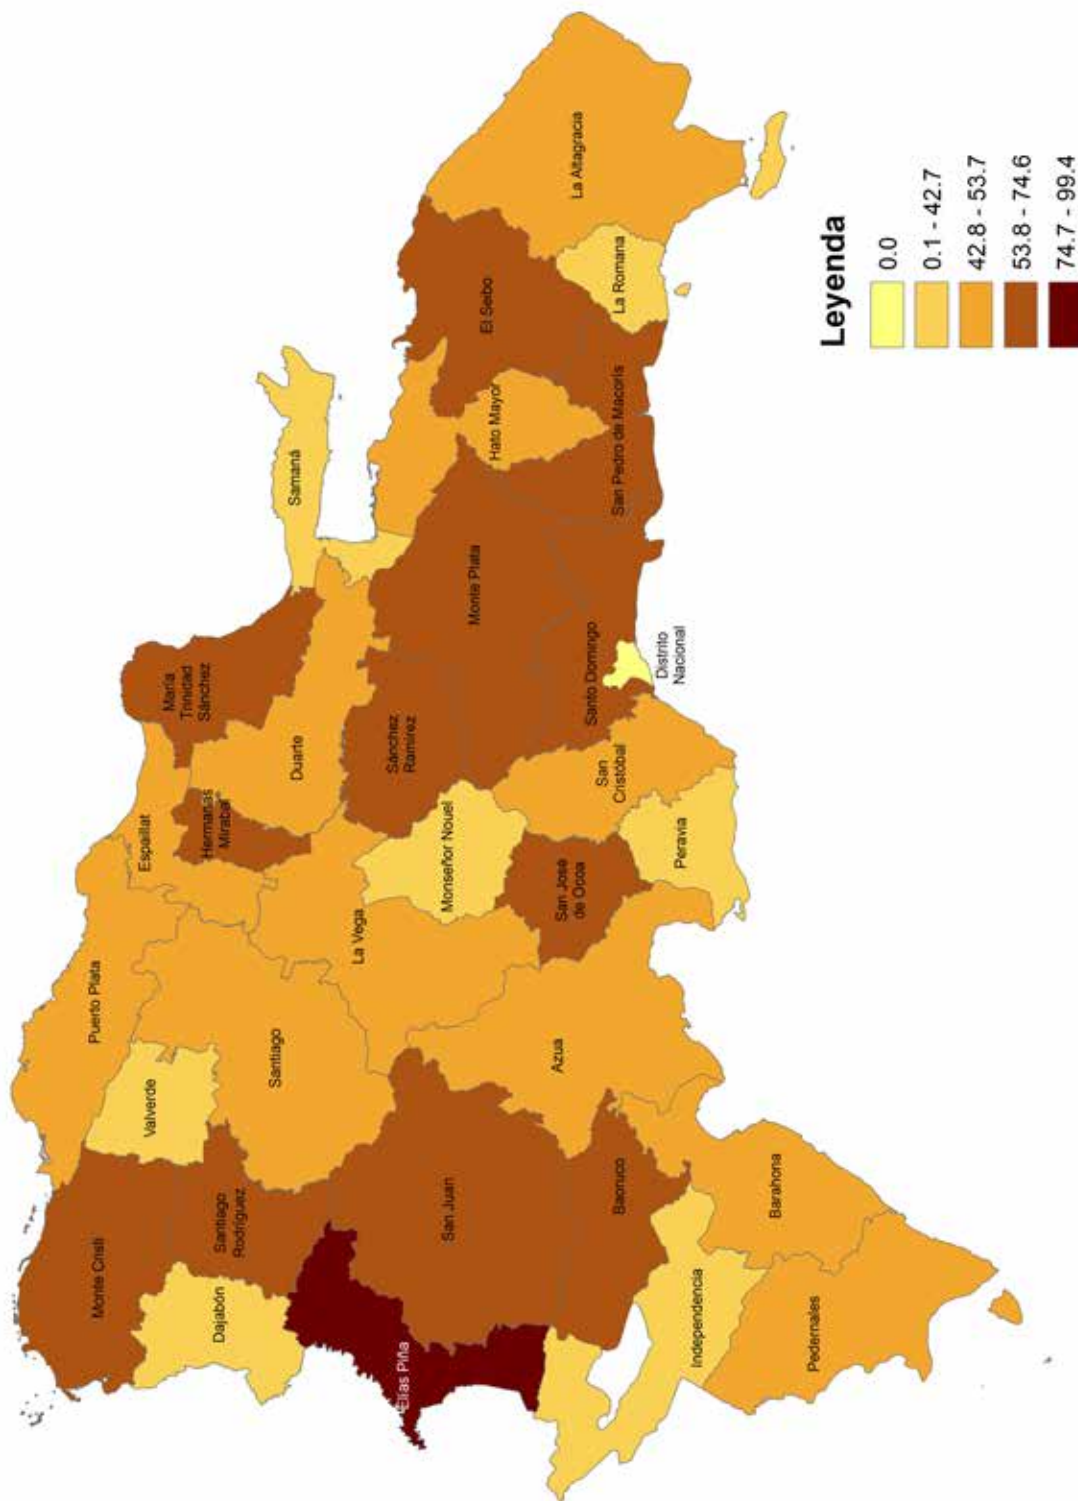 Monte Cristi
Puerto Plata
Espaillat
María
Trinidad
Sánchez
Valverde
Hermanas
Mirabal
Samaná
Dajabón
Santiago
Rodríguez
Santiago
Duarte
La Vega
Sánchez
Ramírez
El Seibo
La Altagracia
Elías Piña
San Juan
Monseñor Nouel
Monte Plata
Hato Mayor
La Romana
San Pedro de Macorís
Azua
San José
de Ocoa
San
Cristóbal
Santo Domingo
Distrito
Nacional
Peravia
Baoruco
Independencia
Barahona
Pedernales
Leyenda
0.0
0.1 - 42.7
42.8 - 53.7
53.8 - 74.6
74.7 - 99.4